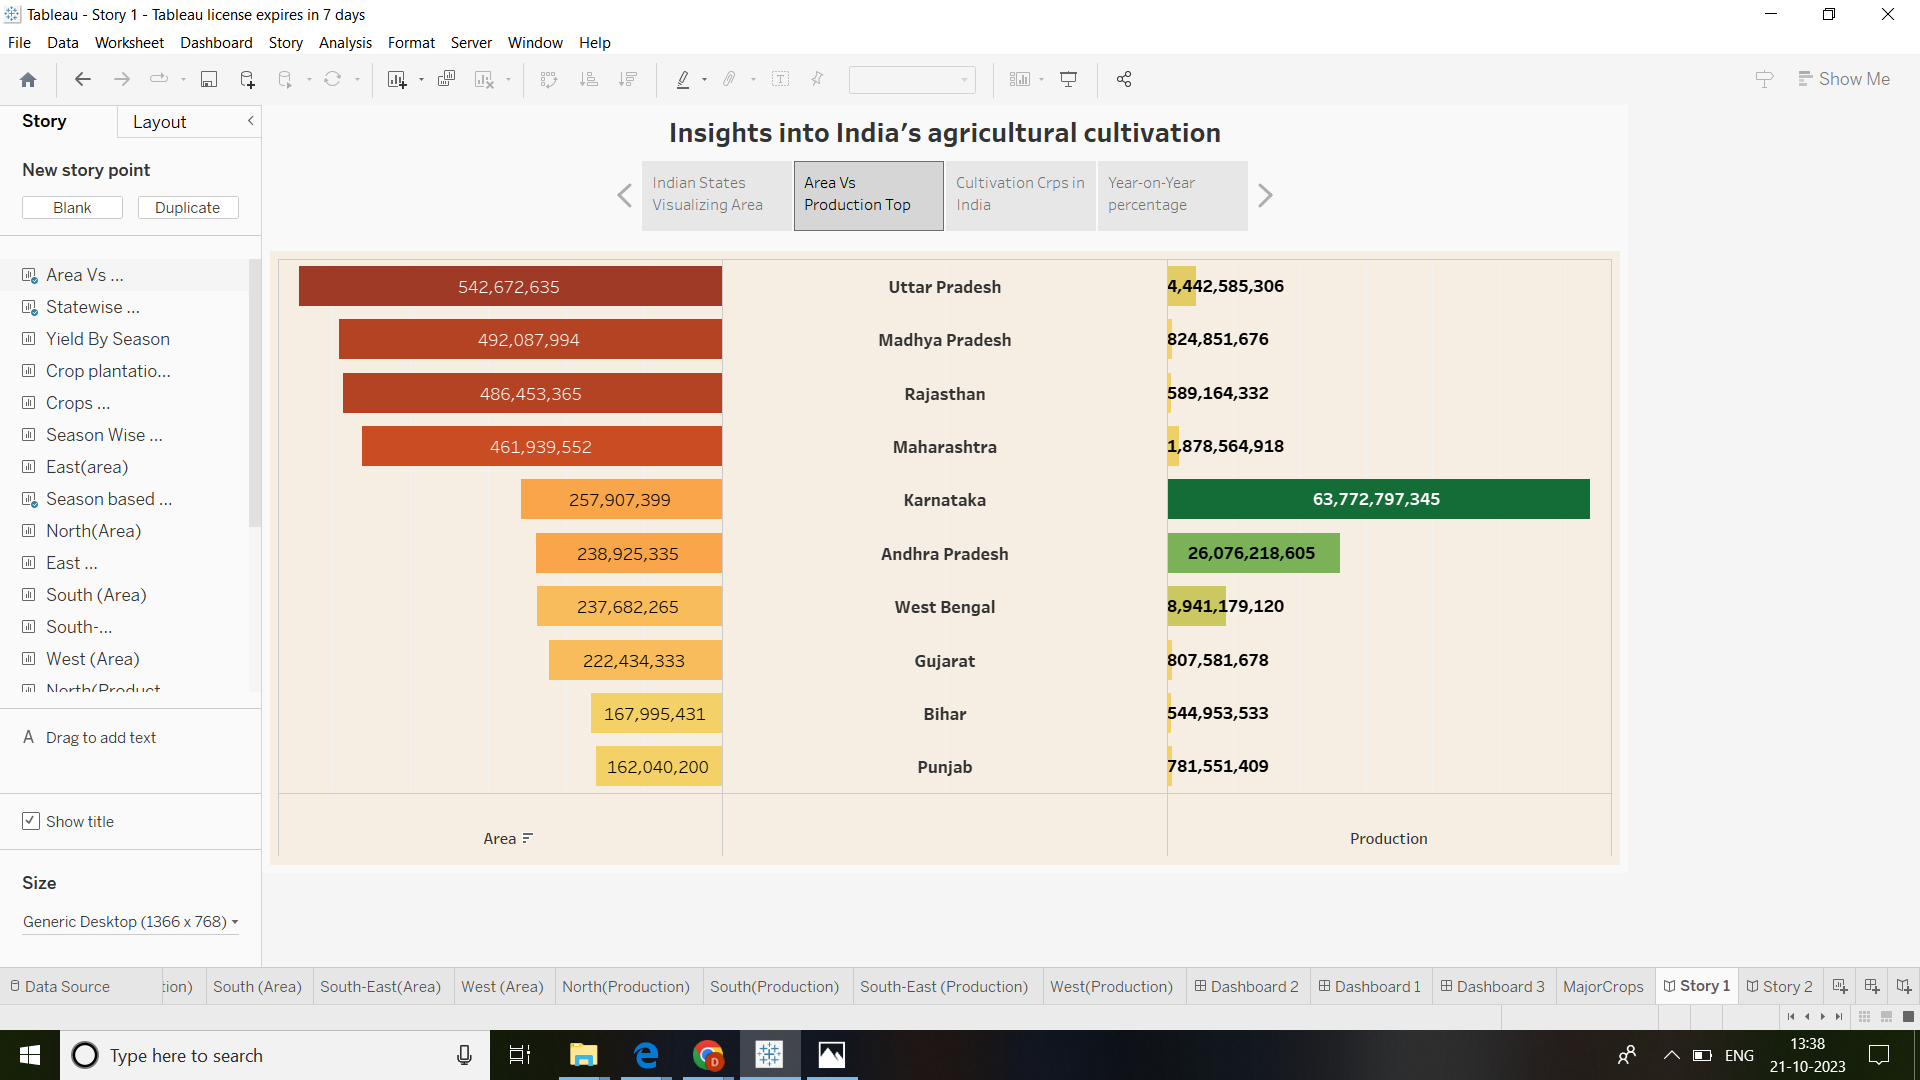 Tableau - Story 1 - Tableau license expires in 7 days
File Data Worksheet Dashboard Story Analysis Format Server Window Help
Show Me
Story Layout
New story point
Blank Duplicate
Area Vs ...
Statewise ...
Yield By Season
Crop plantatio...
Crops ...
Season Wise ...
East(area)
Season based ...
North(Area)
East ...
South (Area)
South-...
West (Area)
North(Product
A Drag to add text
Show title
Size
Generic Desktop (1366 x 768)
Insights into India’s agricultural cultivation
Indian States
Visualizing Area
Area Vs
Production Top
Cultivation Crps in
India
Year-on-Year
percentage
542,672,635 Uttar Pradesh 4,442,585,306
492,087,994 Madhya Pradesh 824,851,676
486,453,365 Rajasthan 589,164,332
461,939,552 Maharashtra 1,878,564,918
257,907,399 Karnataka 63,772,797,345
238,925,335 Andhra Pradesh 26,076,218,605
237,682,265 West Bengal 8,941,179,120
222,434,333 Gujarat 807,581,678
167,995,431 Bihar 544,953,533
162,040,200 Punjab 781,551,409
Area Production
Data Source tion) South (Area) South-East(Area) West (Area) North(Production) South(Production) South-East (Production) West(Production) Dashboard 2 Dashboard 1 Dashboard 3 MajorCrops Story 1 Story 2
Type here to search
D
ENG
13:38
21-10-2023